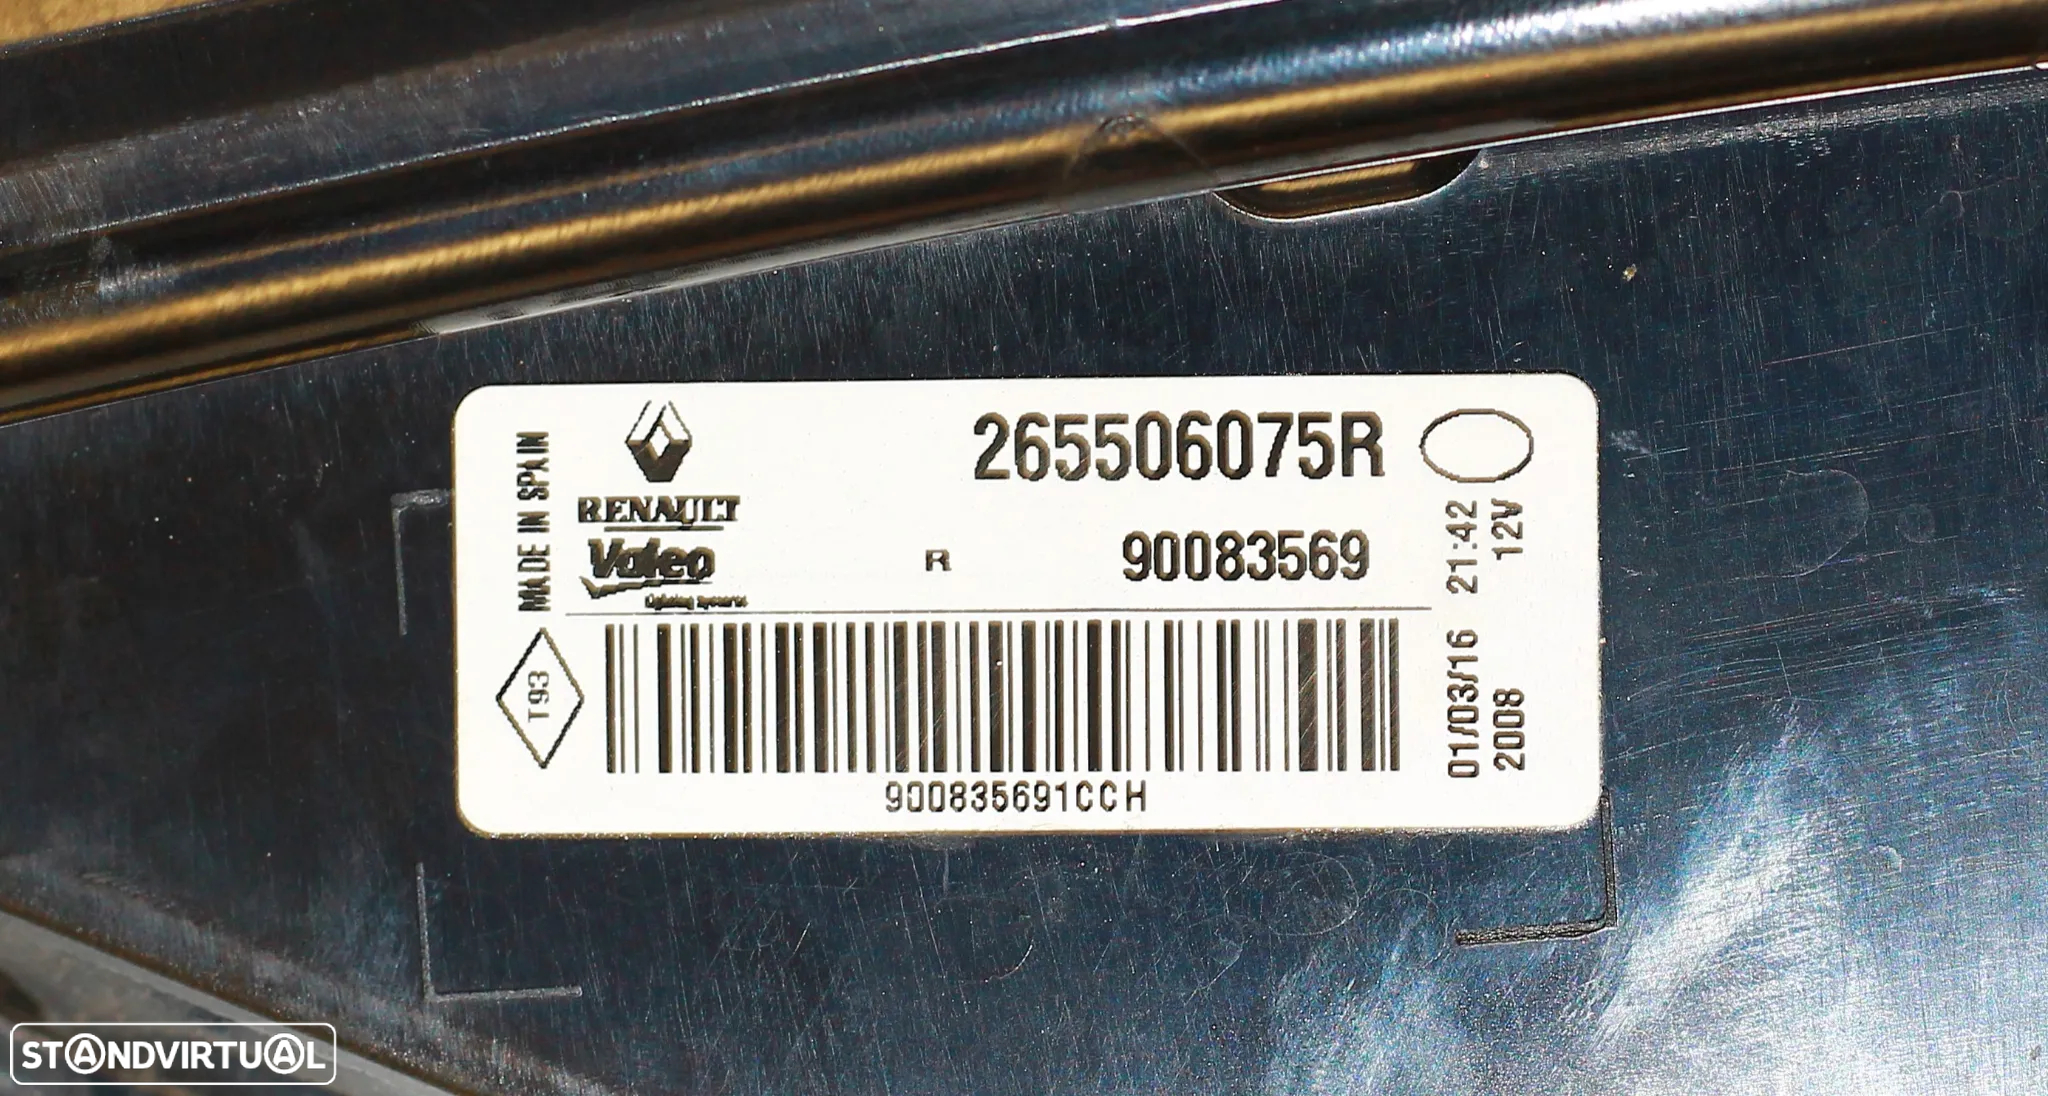 MADE IN SPAIN
RENAULT
265506075R
Valeo
Lighting Systems
R
90083569
21:42
12V
T93
01/03/16
2008
900835691CCH
STANDVIRTUAL